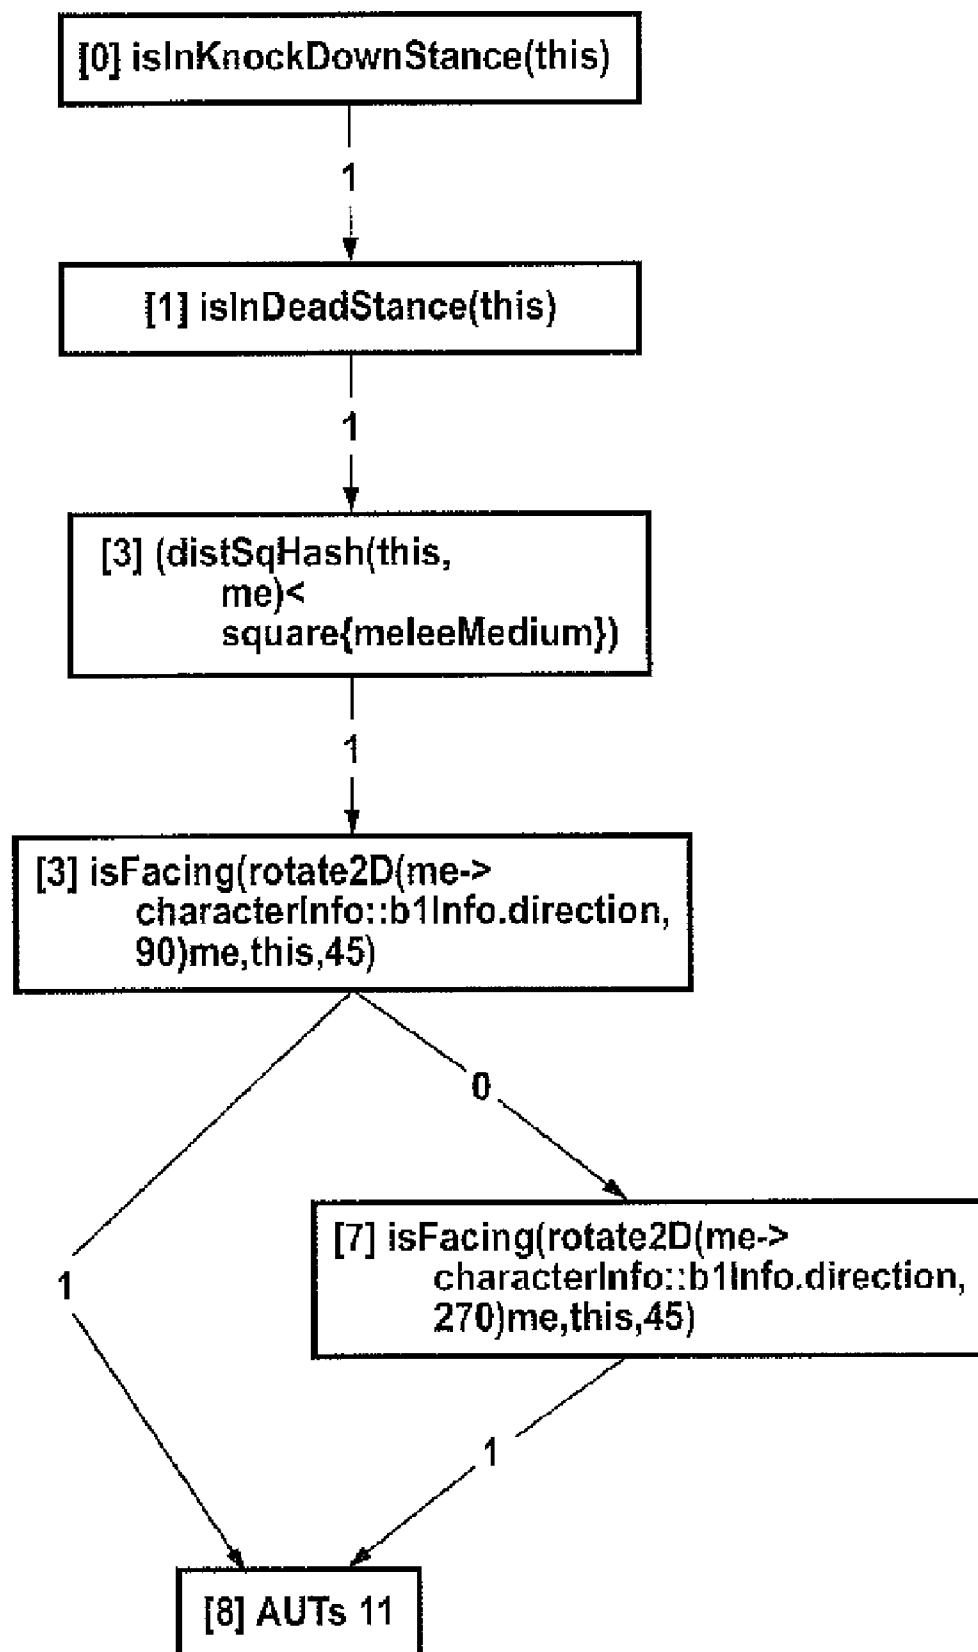 [0] isInKnockDownStance(this)
1
[1] isInDeadStance(this)
1
[3] (distSqHash(this,
me)<
square{meleeMedium})
1
[3] isFacing(rotate2D(me->
characterInfo::b1Info.direction,
90)me,this,45)
0
1
[7] isFacing(rotate2D(me->
characterInfo::b1Info.direction,
270)me,this,45)
1
[8] AUTs 11